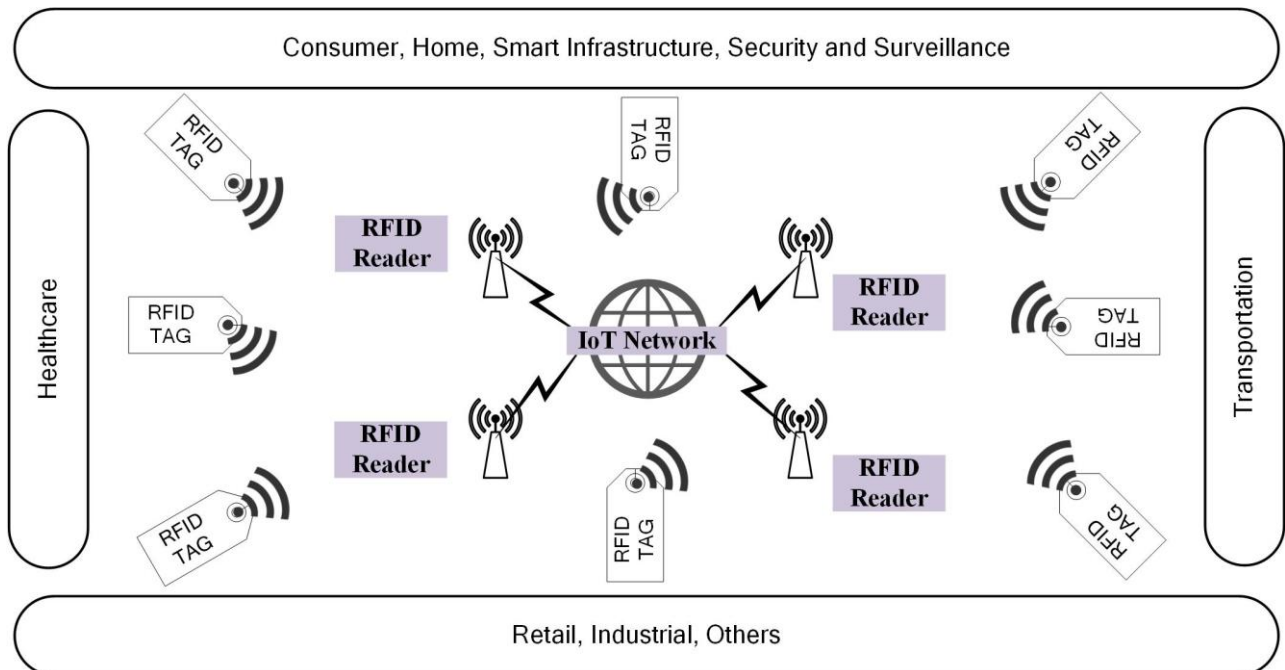 Consumer, Home, Smart Infrastructure, Security and Surveillance
RFID
TAG
RFID
TAG
RFID
TAG
RFID
Reader
RFID
Reader
Healthcare
RFID
TAG
IoT Network
RFID
TAG
Transportation
RFID
Reader
RFID
Reader
RFID
TAG
RFID
TAG
RFID
TAG
Retail, Industrial, Others